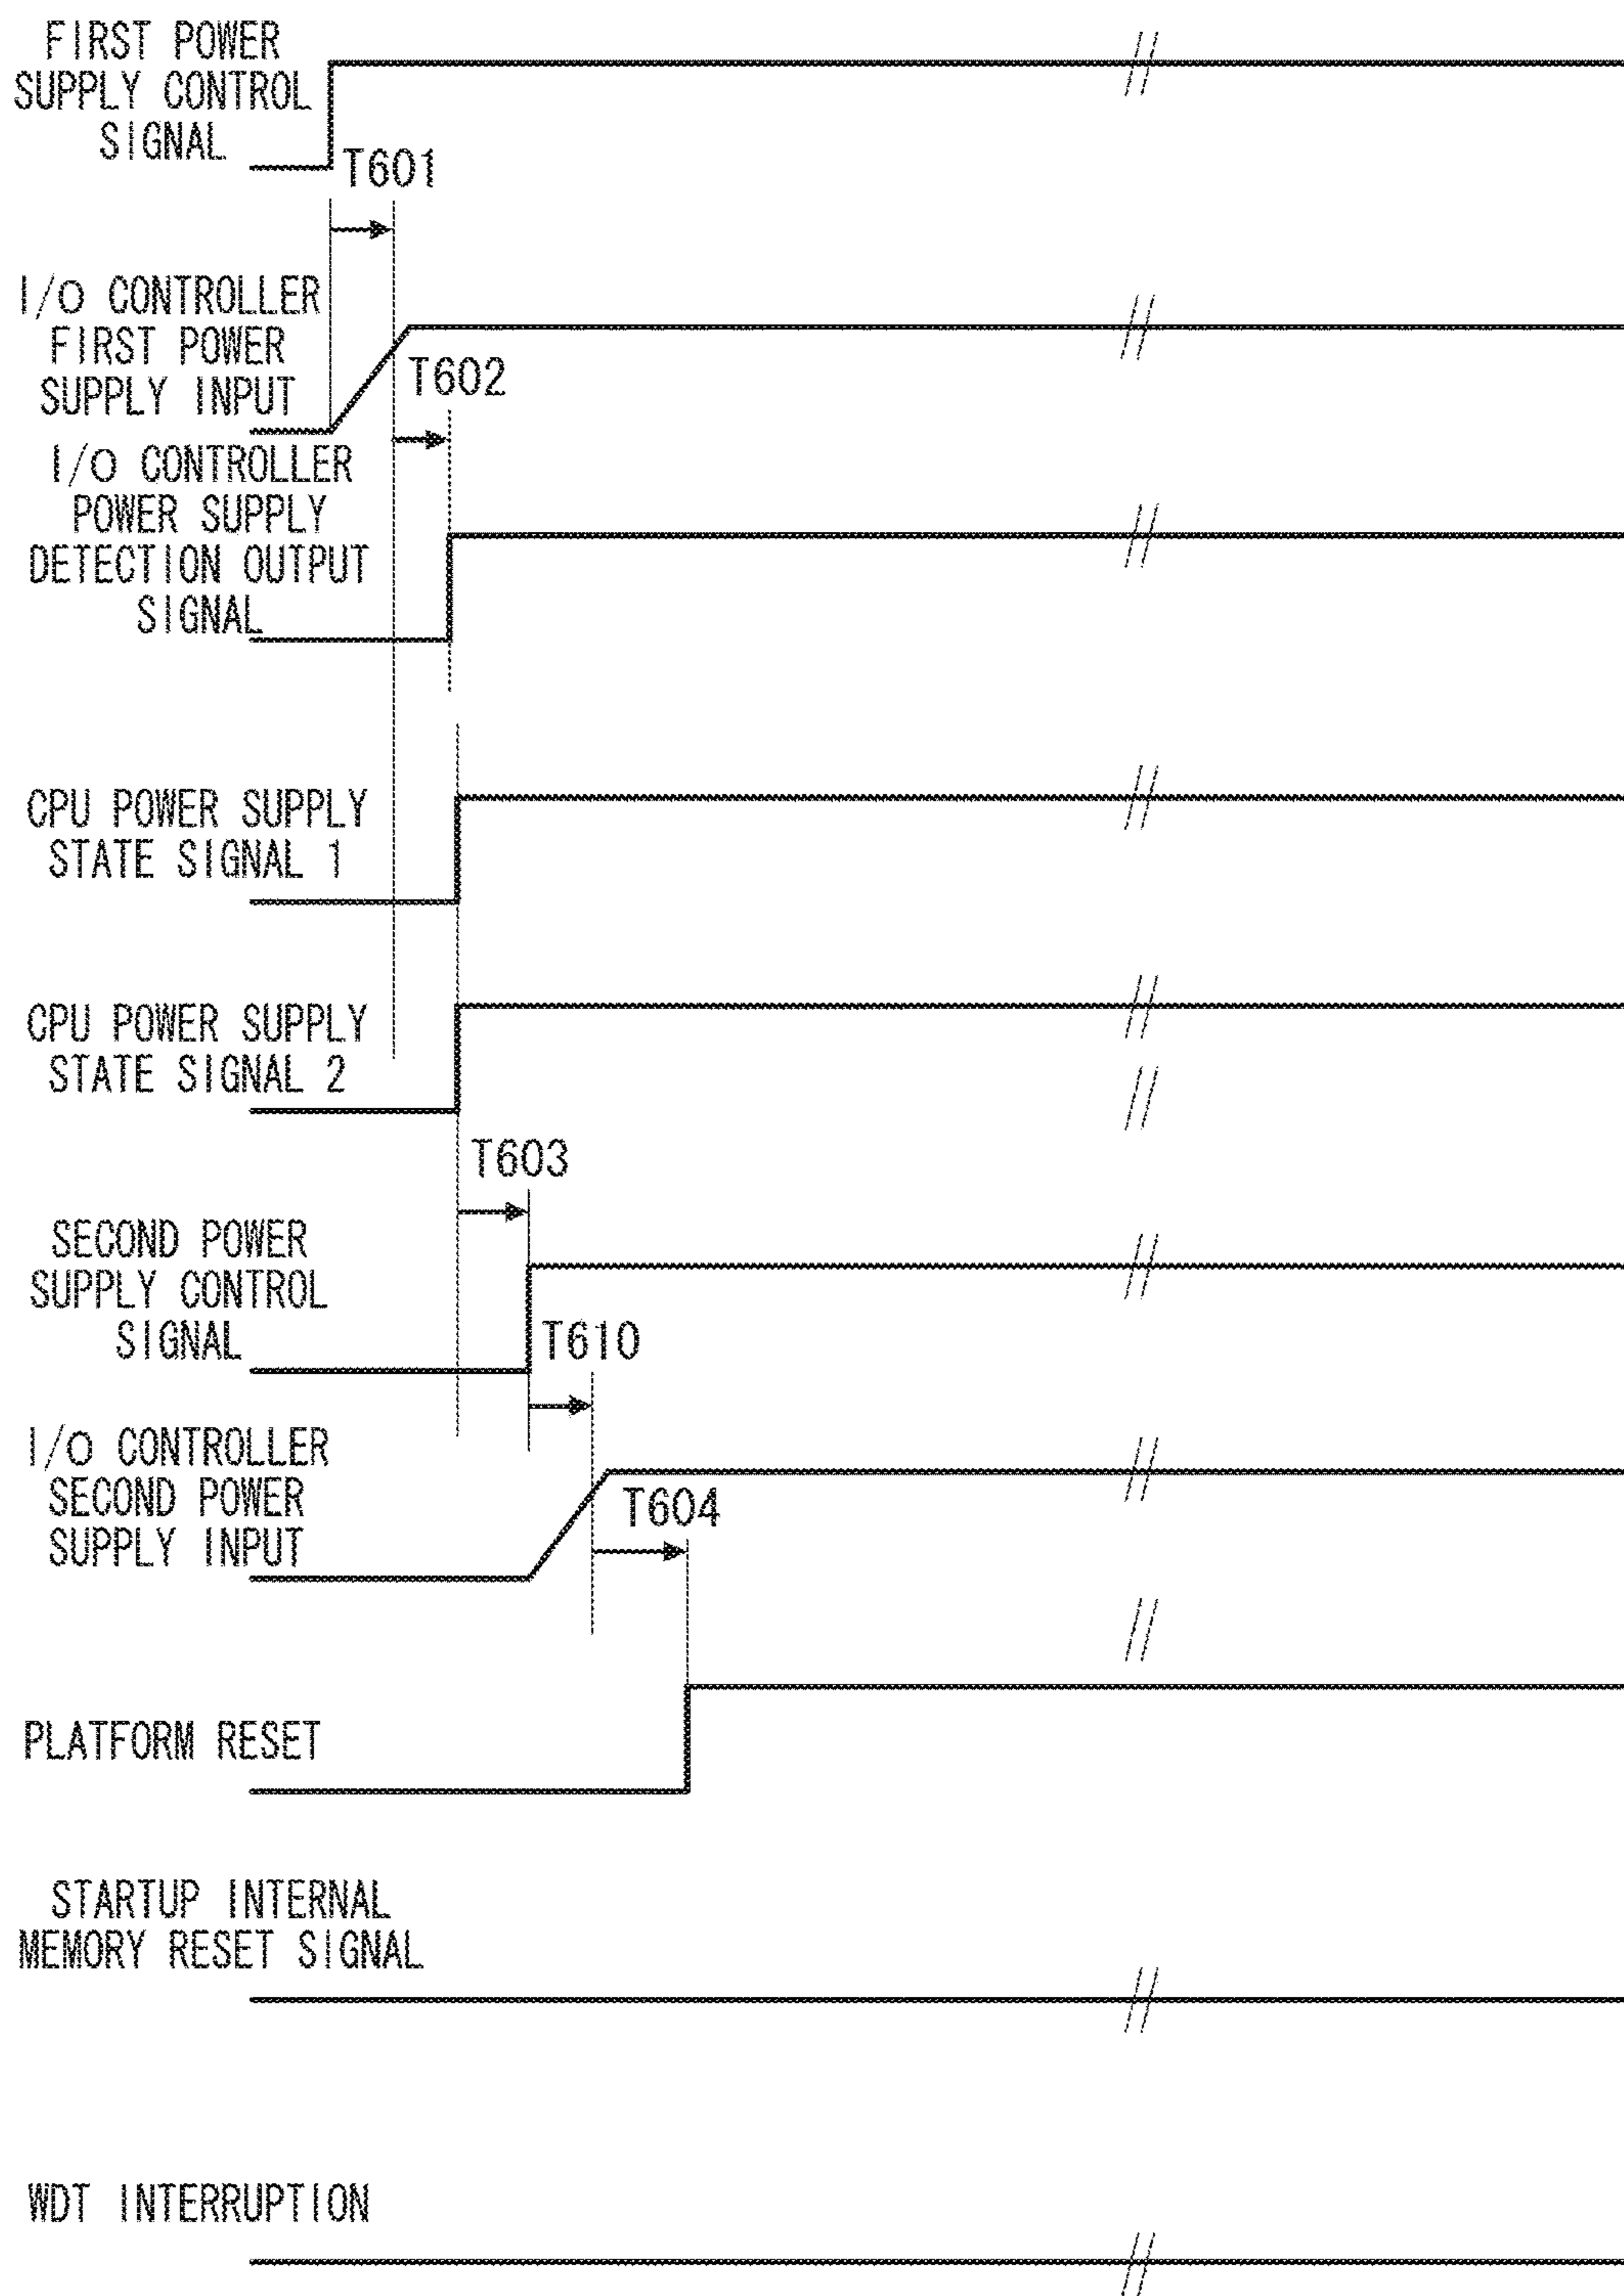 FIRST POWER
SUPPLY CONTROL
SIGNAL
T601
I/O CONTROLLER
FIRST POWER
SUPPLY INPUT
T602
I/O CONTROLLER
POWER SUPPLY
DETECTION OUTPUT
SIGNAL
CPU POWER SUPPLY
STATE SIGNAL 1
CPU POWER SUPPLY
STATE SIGNAL 2
T603
SECOND POWER
SUPPLY CONTROL
SIGNAL
T610
I/O CONTROLLER
SECOND POWER
SUPPLY INPUT
T604
PLATFORM RESET
STARTUP INTERNAL
MEMORY RESET SIGNAL
WDT INTERRUPTION